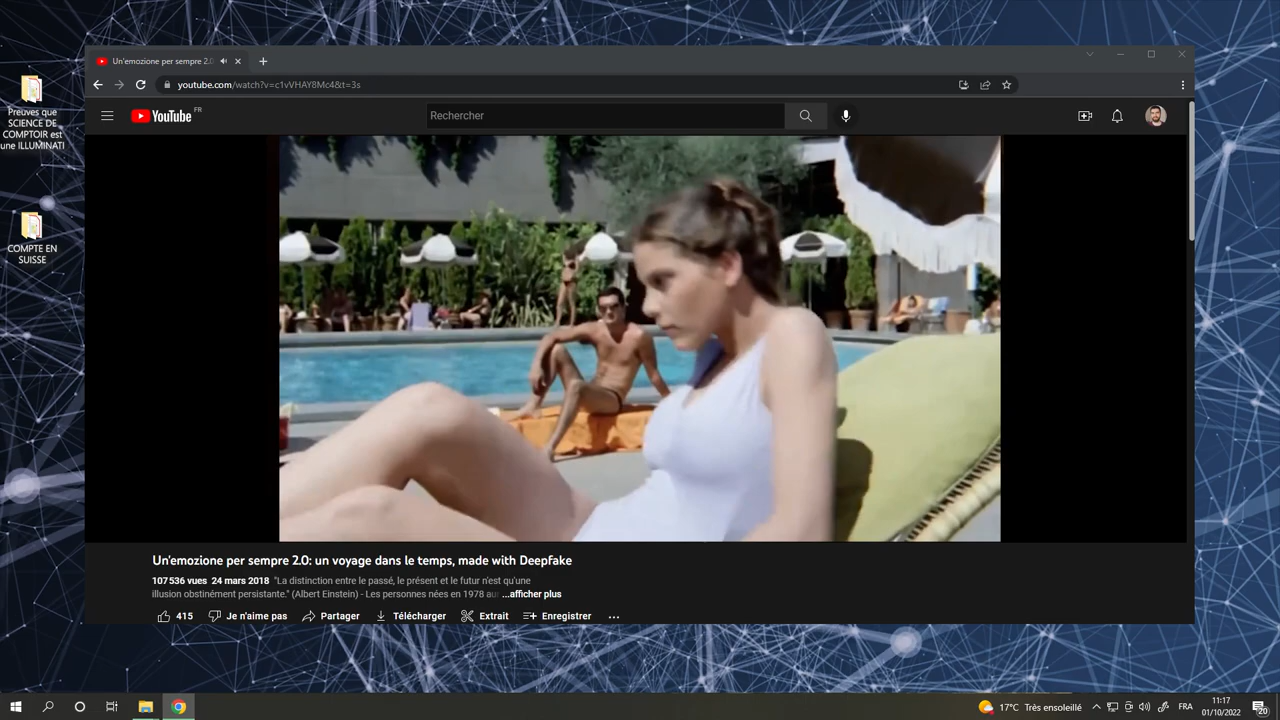 Un'emozione per sempre 2.0
youtube.com/watch?v=c1vVHAY8Mc4&t=3s
Preuves que
SCIENCE DE
COMPTOIR est
une ILLUMINATI
COMPTE EN
SUISSE
YouTube FR
Rechercher
Un'emozione per sempre 2.0: un voyage dans le temps, made with Deepfake
107 536 vues 24 mars 2018 "La distinction entre le passé, le présent et le futur n'est qu'une
illusion obstinément persistante." (Albert Einstein) - Les personnes nées en 1978 au ...afficher plus
415 Je n'aime pas Partager Télécharger Extrait Enregistrer ...
17°C Très ensoleillé FRA 11:17
01/10/2022 20